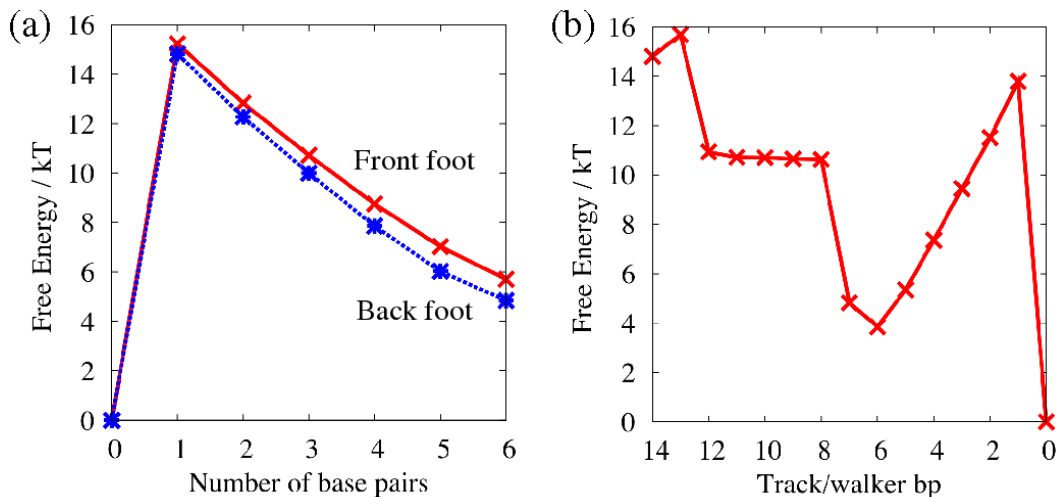 (a)
16
14
12
10
8
6
4
2
0
Free Energy / kT
Front foot
Back foot
0 1 2 3 4 5 6
Number of base pairs
(b)
16
14
12
10
8
6
4
2
0
Free Energy / kT
14 12 10 8 6 4 2 0
Track/walker bp